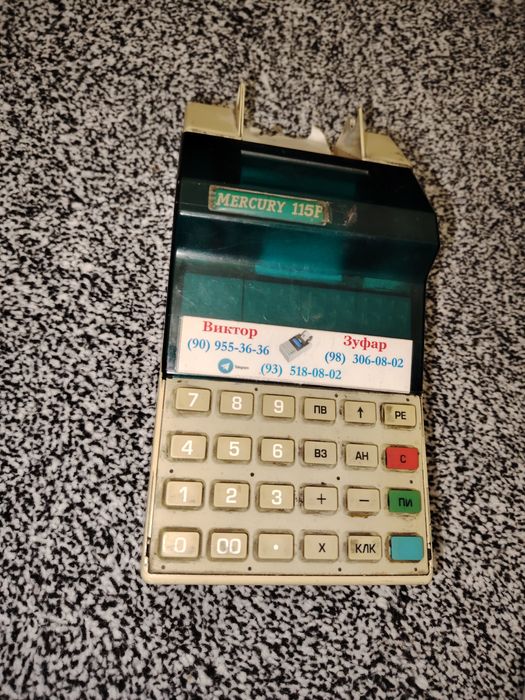 MERCURY 115F
Виктор
Зуфар
(90) 955-36-36
(98) 306-08-02
Telegram
(93) 518-08-02
7 8 9 ПВ ↑ РЕ
4 5 6 ВЗ АН С
1 2 3 + − ПИ
0 00 · X КЛК